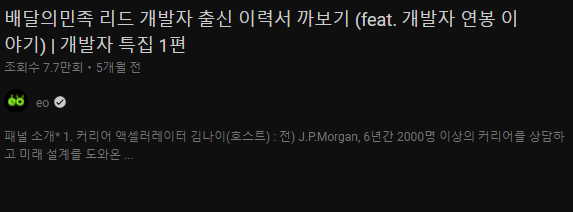 배달의민족 리드 개발자 출신 이력서 까보기 (feat. 개발자 연봉 이
야기) | 개발자 특집 1편
조회수 7.7만회 • 5개월 전
eo
패널 소개* 1. 커리어 액셀러레이터 김나이(호스트) : 전) J.P.Morgan, 6년간 2000명 이상의 커리어를 상담하
고 미래 설계를 도와온 ...